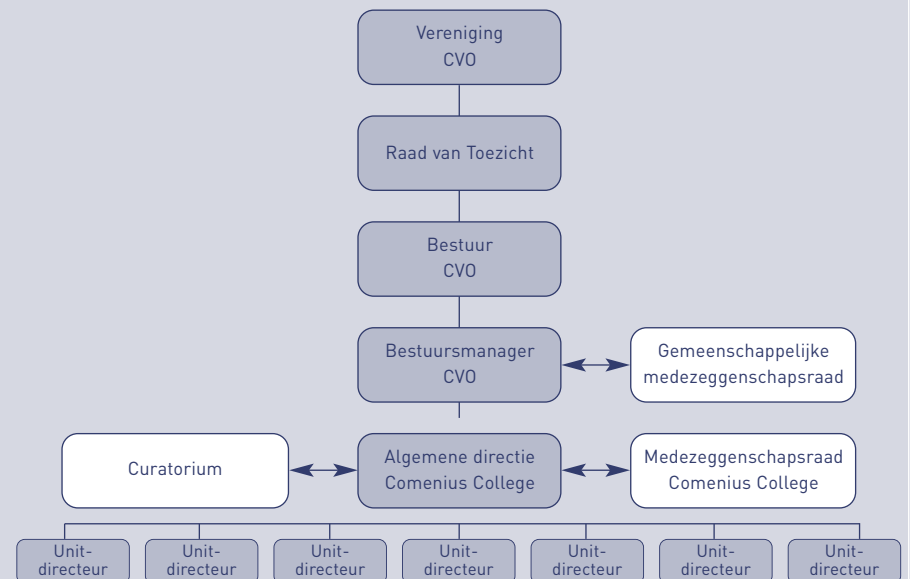 Vereniging
CVO
Raad van Toezicht
Bestuur
CVO
Bestuursmanager
CVO
Gemeenschappelijke
medezeggenschapsraad
Curatorium
Algemene directie
Comenius College
Medezeggenschapsraad
Comenius College
Unit-
directeur
Unit-
directeur
Unit-
directeur
Unit-
directeur
Unit-
directeur
Unit-
directeur
Unit-
directeur